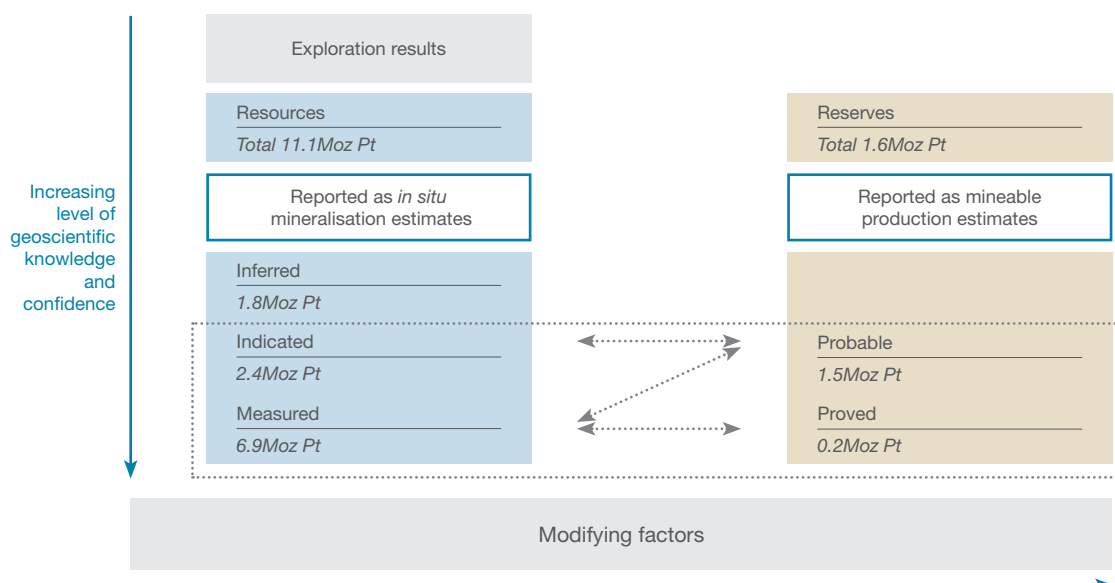 Exploration results
Resources
Total 11.1Moz Pt
Reserves
Total 1.6Moz Pt
Increasing
level of
geoscientific
knowledge
and
confidence
Reported as in situ
mineralisation estimates
Reported as mineable
production estimates
Inferred
1.8Moz Pt
Indicated
2.4Moz Pt
Probable
1.5Moz Pt
Measured
6.9Moz Pt
Proved
0.2Moz Pt
Modifying factors